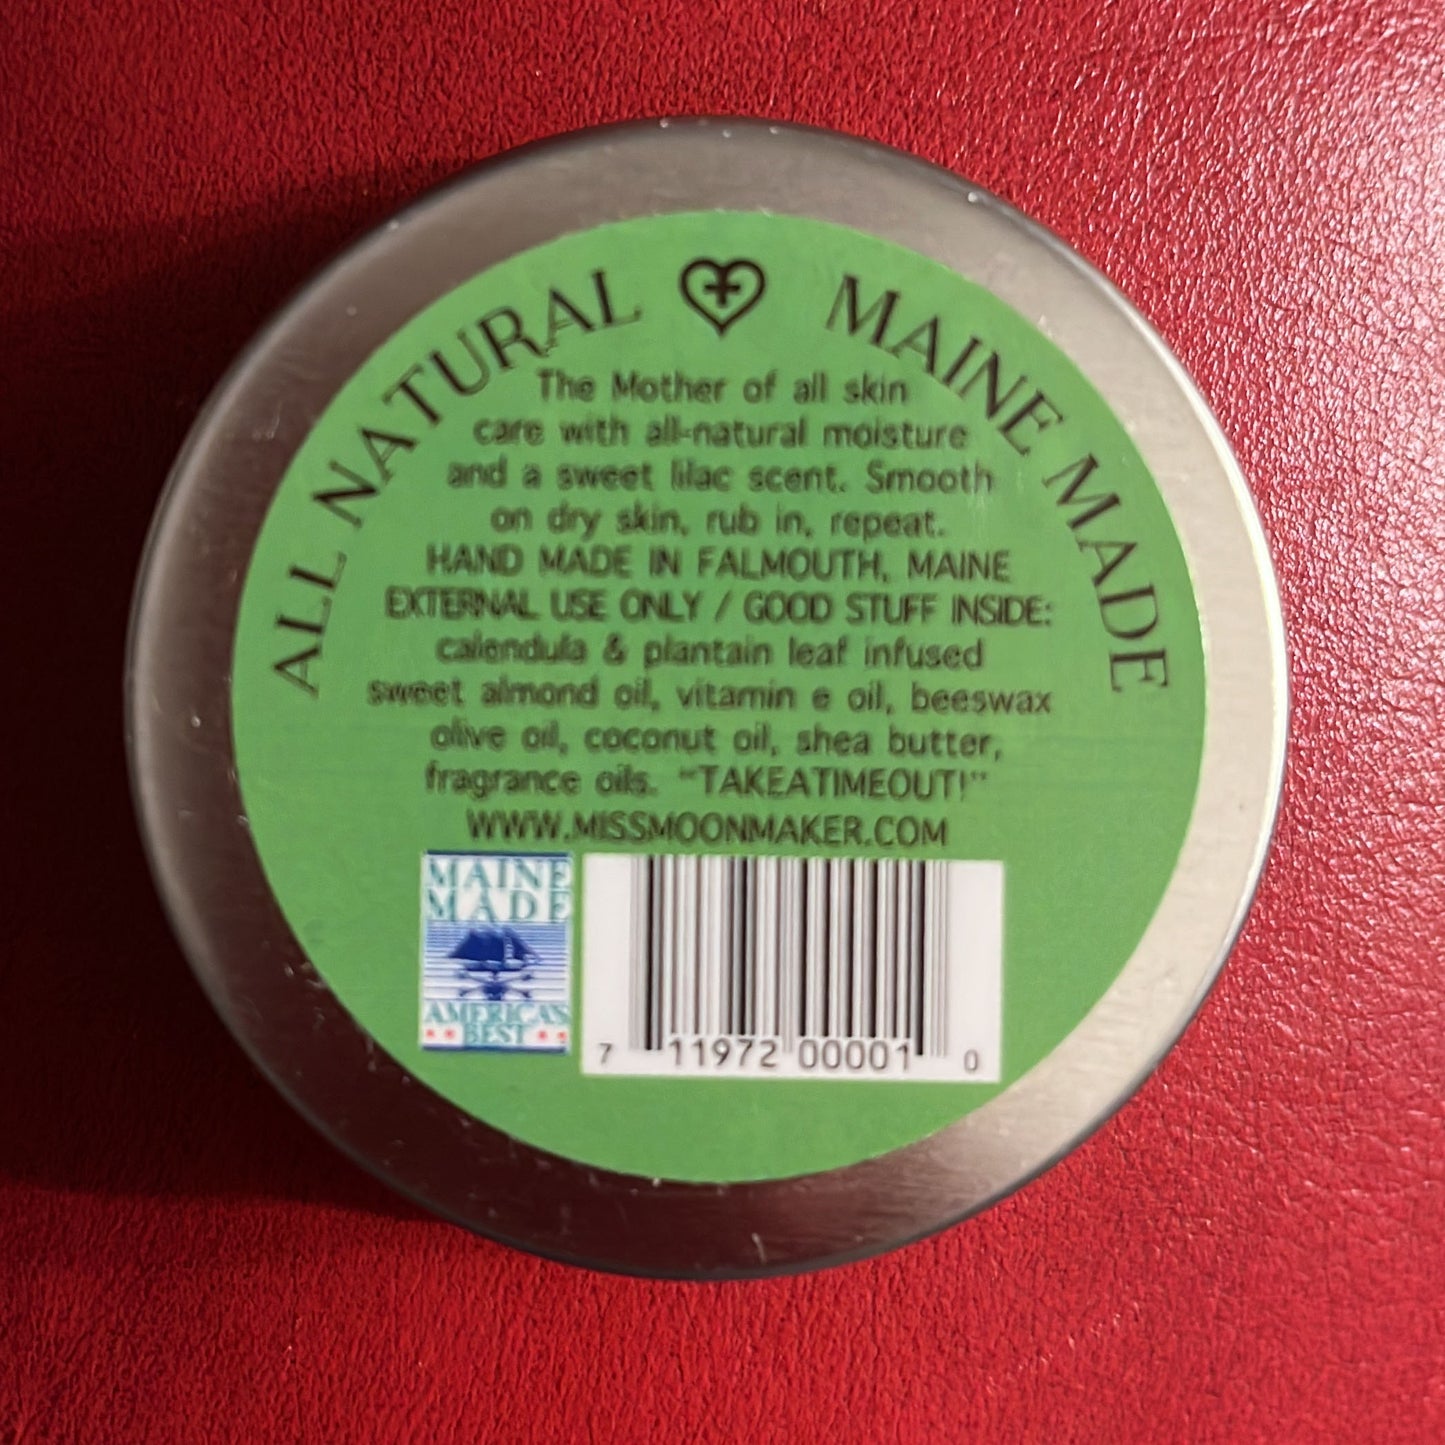 ALL NATURAL MAINE MADE
The Mother of all skin
care with all-natural moisture
and a sweet lilac scent. Smooth
on dry skin, rub in, repeat.
HAND MADE IN FALMOUTH, MAINE
EXTERNAL USE ONLY / GOOD STUFF INSIDE:
calendula & plantain leaf infused
sweet almond oil, vitamin e oil, beeswax
olive oil, coconut oil, shea butter,
fragrance oils. "TAKEATIMEOUT!"
WWW.MISSMOONMAKER.COM
MAINE
MADE
AMERICA'S
BEST
7 11972 00001 0